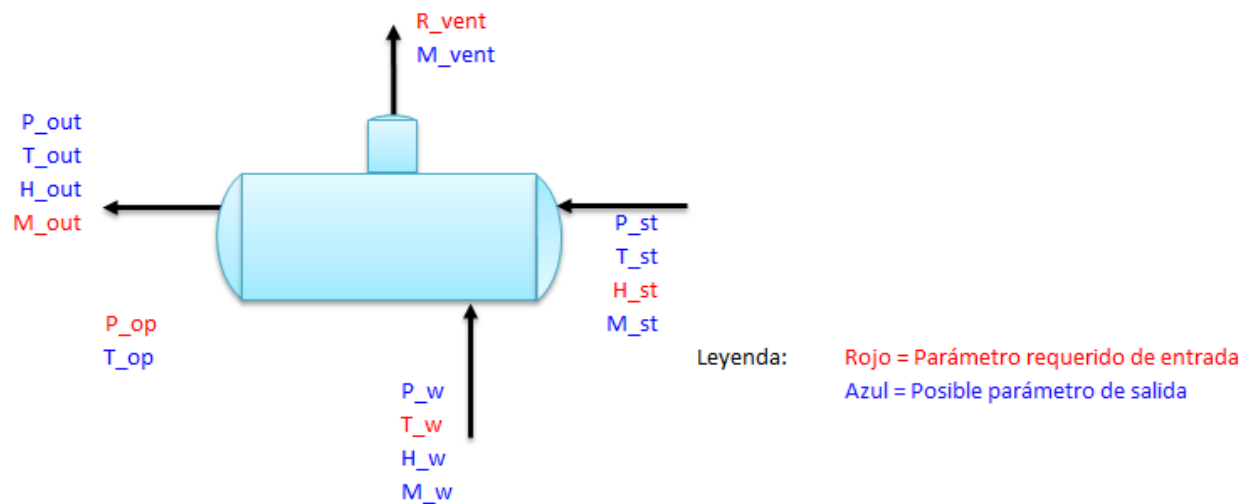 R_vent
M_vent
P_out
T_out
H_out
M_out
P_st
T_st
H_st
M_st
P_op
T_op
P_w
T_w
H_w
M_w
Leyenda: Rojo = Parámetro requerido de entrada
Azul = Posible parámetro de salida